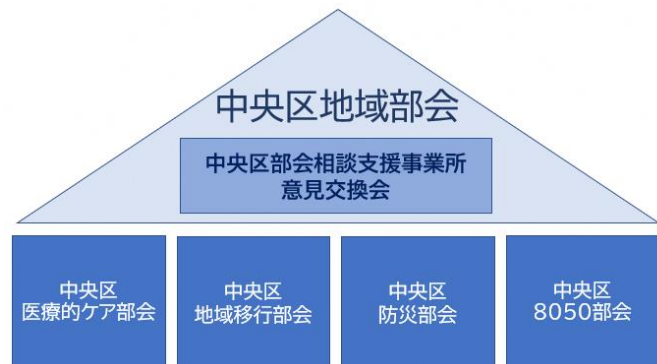 中央区地域部会
中央区部会相談支援事業所
意見交換会
中央区
医療的ケア部会
中央区
地域移行部会
中央区
防災部会
中央区
8050部会